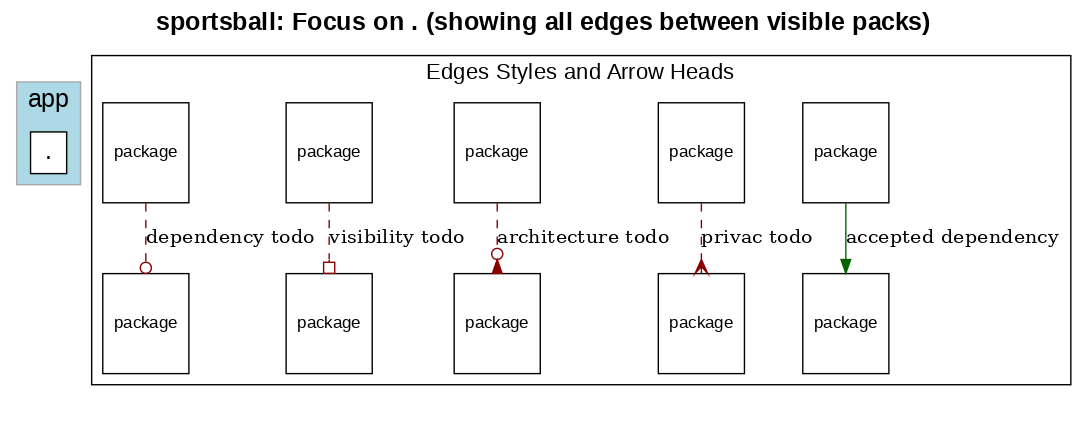 sportsball: Focus on . (showing all edges between visible packs)
app
.
Edges Styles and Arrow Heads
package package package package package
dependency todo visibility todo architecture todo privac todo accepted dependency
package package package package package